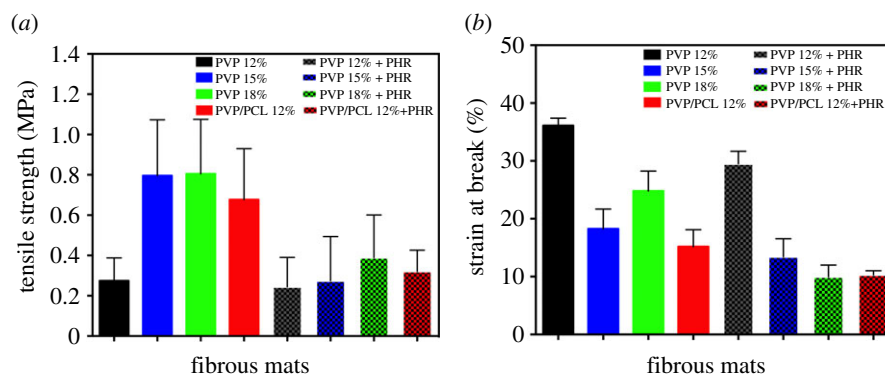 (a)
1.4
1.2
1.0
0.8
0.6
0.4
0.2
0
tensile strength (MPa)
PVP 12%
PVP 15%
PVP 18%
PVP/PCL 12%
PVP 12% + PHR
PVP 15% + PHR
PVP 18% + PHR
PVP/PCL 12%+PHR
fibrous mats
(b)
50
40
30
20
10
0
strain at break (%)
PVP 12%
PVP 15%
PVP 18%
PVP/PCL 12%
PVP 12% + PHR
PVP 15% + PHR
PVP 18% + PHR
PVP/PCL 12%+PHR
fibrous mats